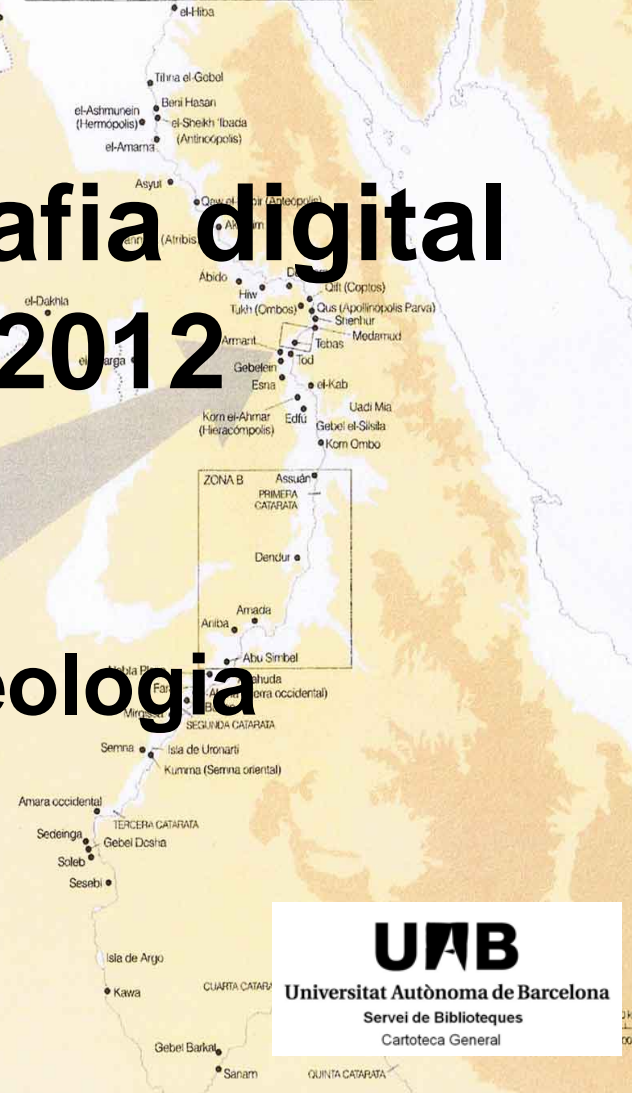 el-Hiba
Tihna el-Gebel
Beni Hasan
el-Ashmunein
(Hermópolis)
el-Sheikh 'Ibada
(Antinoópolis)
el-Amarna
Asyut
afia digital
(Atribis
Ábido
Hiw
Qift (Coptos)
el-Dakhla
Tukh (Ombos)
Qus (Apollinópolis Parva)
Shenhur
2012
Armant
Medamud
Tebas
Tod
Gebelein
Esna
el-Kab
Kom el-Ahmar
(Hieracómpolis)
Edfú
Uadi Mia
Gebel el-Silsila
Kom Ombo
ZONA B
Assuán
PRIMERA
CATARATA
Dendur
Amada
Aniba
Abu Simbel
eologia
SEGUNDA CATARATA
Semna
Isla de Uronarti
Kumma (Semna oriental)
Amara occidental
TERCERA CATARATA
Sedeinga
Gebel Dosha
Soleb
Sesebi
Isla de Argo
Kawa
CUARTA CATARA
UAB
Universitat Autònoma de Barcelona
Servei de Biblioteques
Cartoteca General
Gebel Barkal
Sanam
QUINTA CATARATA